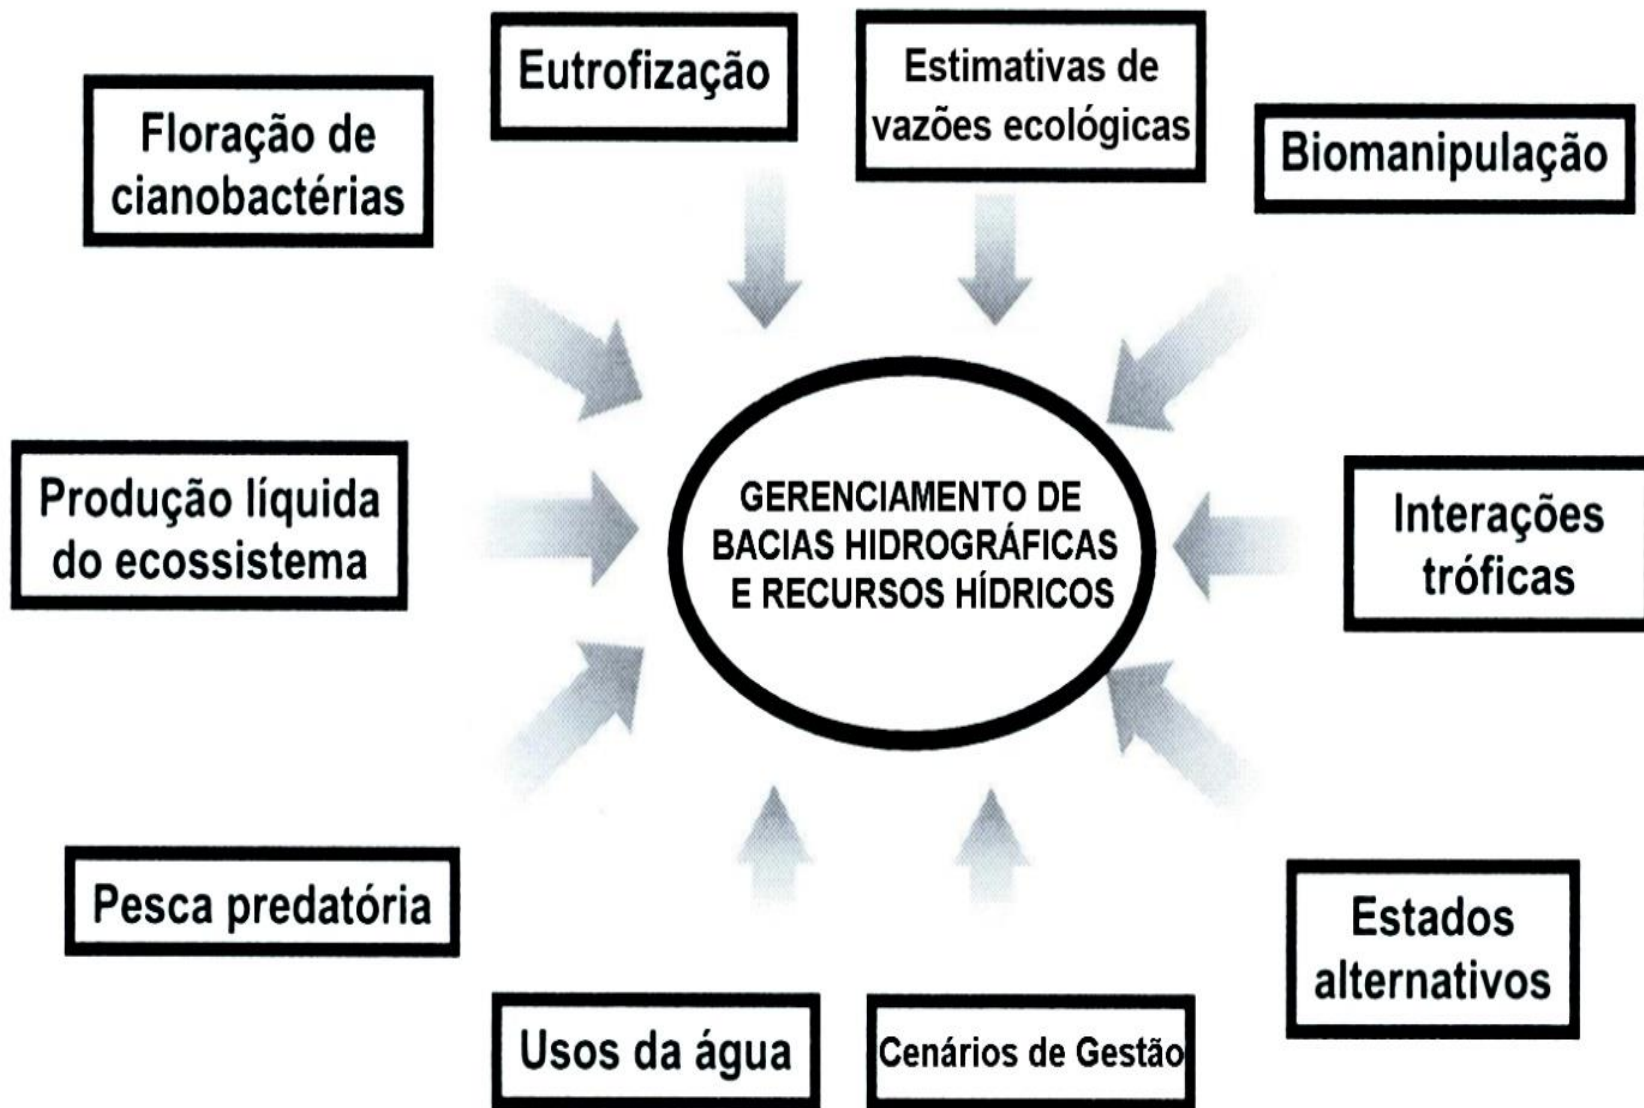 Eutrofização
Estimativas de
vazões ecológicas
Floração de
cianobactérias
Biomanipulação
Produção líquida
do ecossistema
GERENCIAMENTO DE
BACIAS HIDROGRÁFICAS
E RECURSOS HÍDRICOS
Interações
tróficas
Pesca predatória
Estados
alternativos
Usos da água
Cenários de Gestão